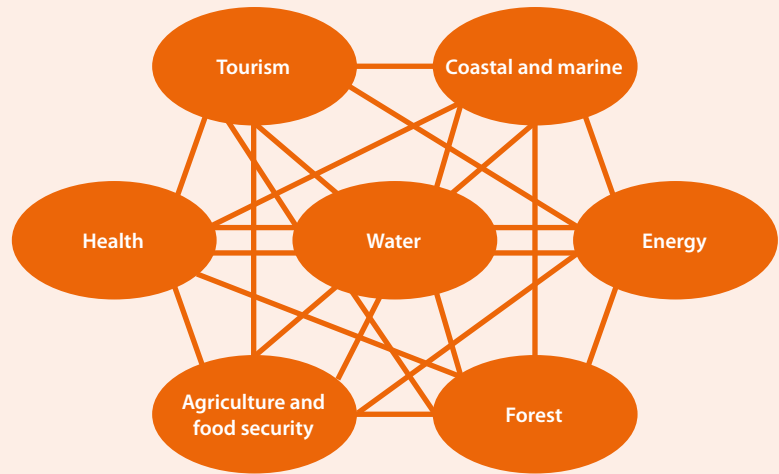 Tourism
Coastal and marine
Health
Water
Energy
Agriculture and
food security
Forest